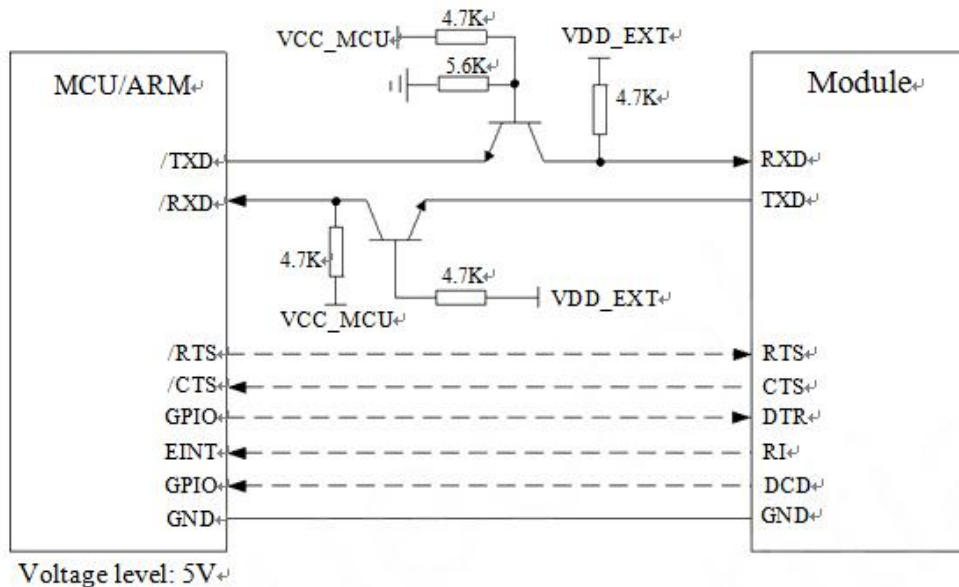 4.7K↵
VCC_MCU↵
VDD_EXT↵
5.6K↵
4.7K↵
MCU/ARM↵
Module↵
/TXD↵
RXD↵
/RXD↵
TXD↵
4.7K↵
4.7K↵
VDD_EXT↵
VCC_MCU↵
/RTS↵
RTS↵
/CTS↵
CTS↵
GPIO↵
DTR↵
EINT↵
RI↵
GPIO↵
DCD↵
GND↵
GND↵
Voltage level: 5V↵